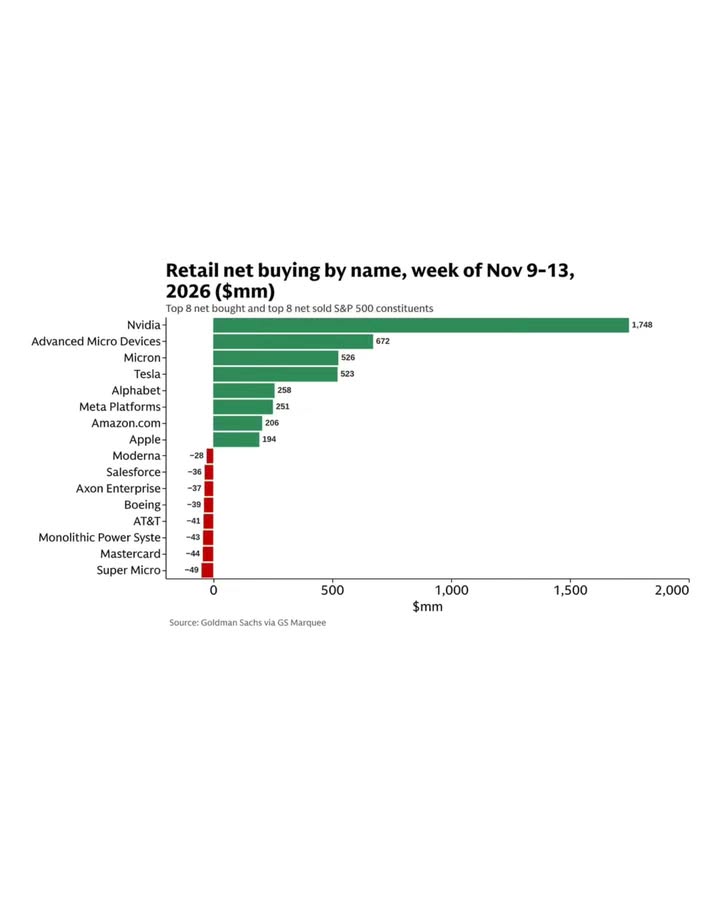 Retail net buying by name, week of Nov 9–13,
2026 ($mm)
Top 8 net bought and top 8 net sold S&P 500 constituents
Nvidia 1,748
Advanced Micro Devices 672
Micron 526
Tesla 523
Alphabet 258
Meta Platforms 251
Amazon.com 206
Apple 194
Moderna −28
Salesforce −36
Axon Enterprise −37
Boeing −39
AT&T −41
Monolithic Power Syste −43
Mastercard −44
Super Micro −49
0 500 1,000 1,500 2,000
$mm
Source: Goldman Sachs via GS Marquee